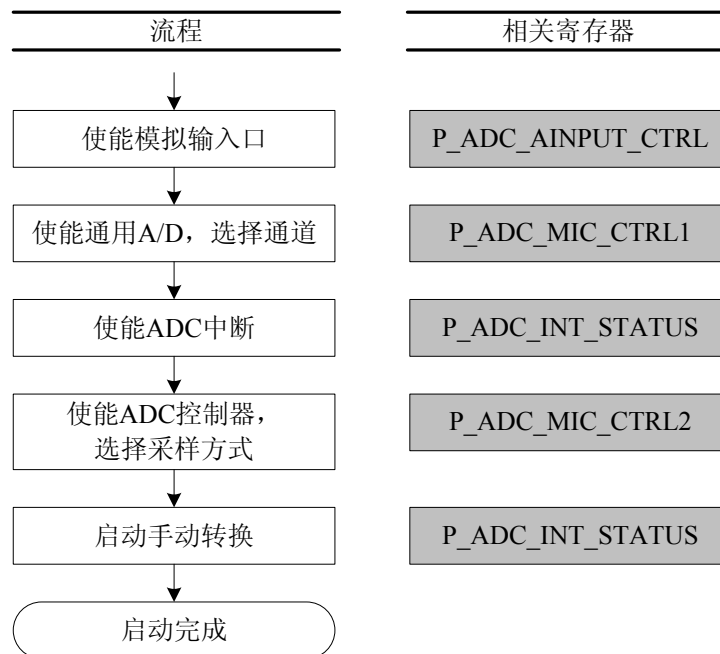 流程
相关寄存器
使能模拟输入口
P_ADC_AINPUT_CTRL
使能通用A/D，选择通道
P_ADC_MIC_CTRL1
使能ADC中断
P_ADC_INT_STATUS
使能ADC控制器，
选择采样方式
P_ADC_MIC_CTRL2
启动手动转换
P_ADC_INT_STATUS
启动完成